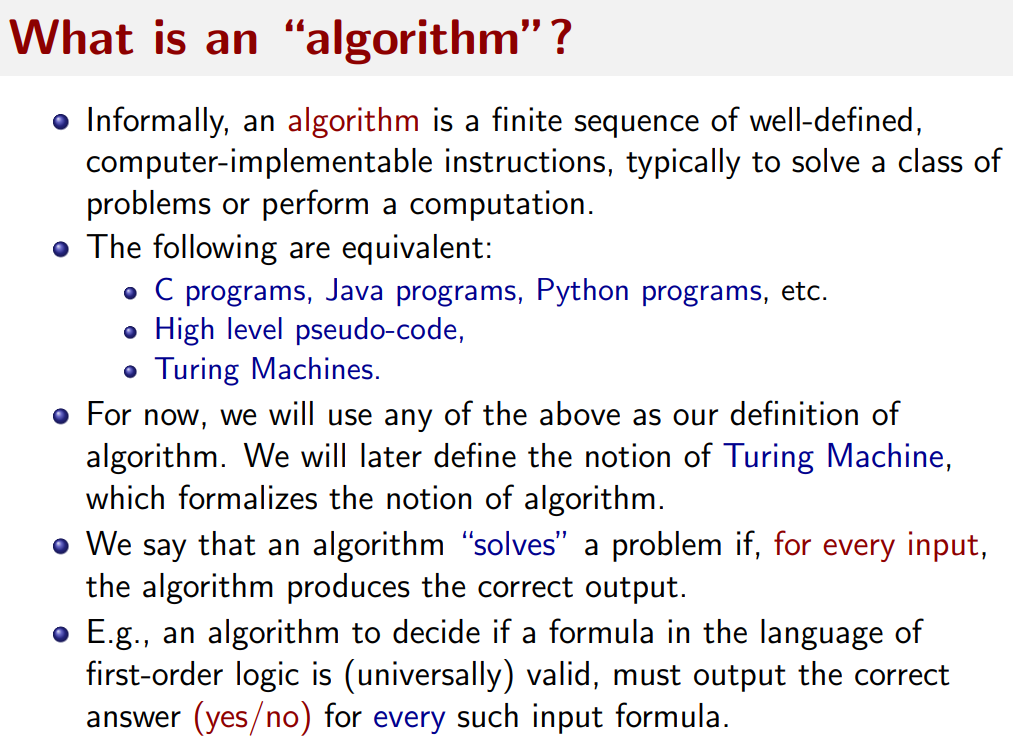 What is an “algorithm”?
Informally, an algorithm is a finite sequence of well-defined,
computer-implementable instructions, typically to solve a class of
problems or perform a computation.
The following are equivalent:
C programs, Java programs, Python programs, etc.
High level pseudo-code,
Turing Machines.
For now, we will use any of the above as our definition of
algorithm. We will later define the notion of Turing Machine,
which formalizes the notion of algorithm.
We say that an algorithm “solves” a problem if, for every input,
the algorithm produces the correct output.
E.g., an algorithm to decide if a formula in the language of
first-order logic is (universally) valid, must output the correct
answer (yes/no) for every such input formula.